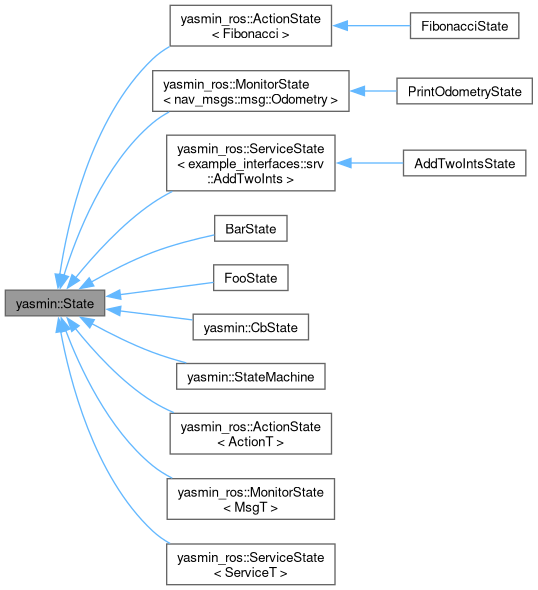 yasmin_ros::ActionState
< Fibonacci >
FibonacciState
yasmin_ros::MonitorState
< nav_msgs::msg::Odometry >
PrintOdometryState
yasmin_ros::ServiceState
< example_interfaces::srv
::AddTwoInts >
AddTwoIntsState
BarState
FooState
yasmin::State
yasmin::CbState
yasmin::StateMachine
yasmin_ros::ActionState
< ActionT >
yasmin_ros::MonitorState
< MsgT >
yasmin_ros::ServiceState
< ServiceT >